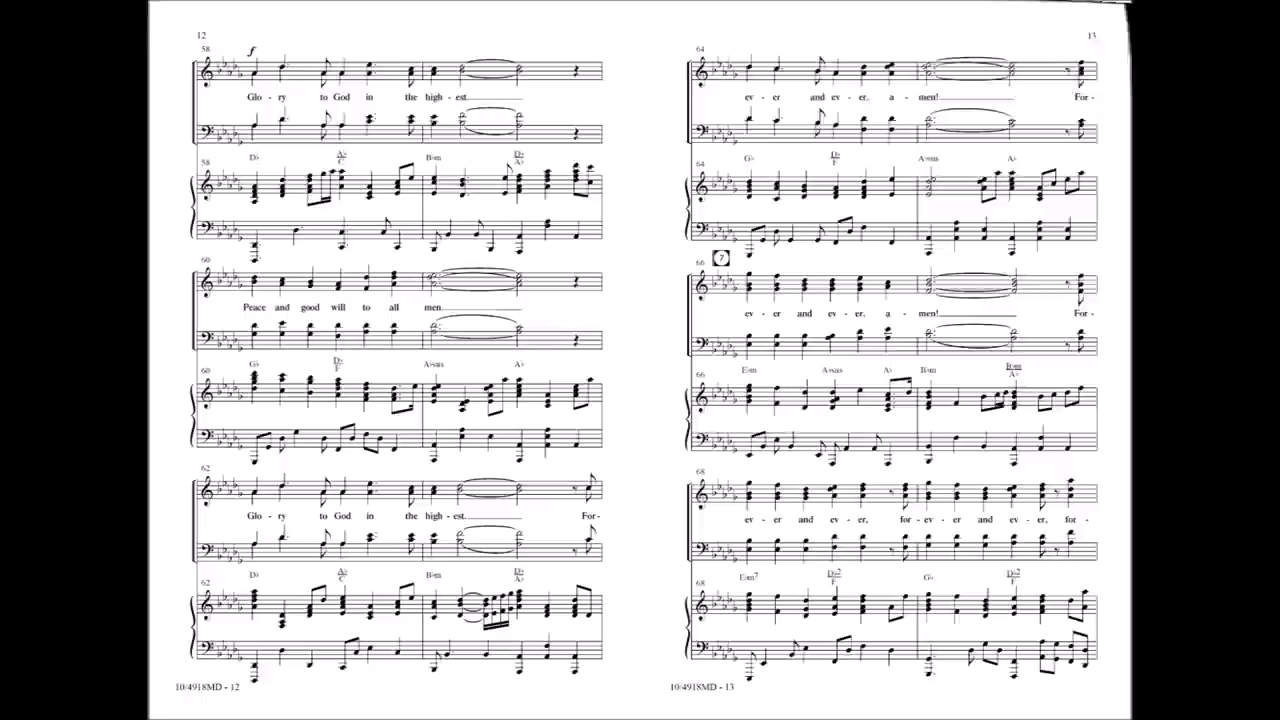 12
58
f
Glo - ry to God in the high - est.
D♭ A♭/C B♭m D♭/A♭
58
60
Peace and good will to all men.
G♭ D♭/F A♭sus A♭
60
62
Glo - ry to God in the high - est. For-
D♭ A♭/C B♭m D♭/A♭
62
10/4918MD - 12
13
64
ev - er and ev - er, a - men! For-
G♭ D♭/F A♭sus A♭
64
66
7
ev - er and ev - er, a - men! For-
E♭m A♭sus A♭ B♭m B♭m/A♭
66
68
ev - er and ev - er, for - ev - er and ev - er, for -
E♭m7 D♭2/F G♭ D♭2/F
68
10/4918MD - 13